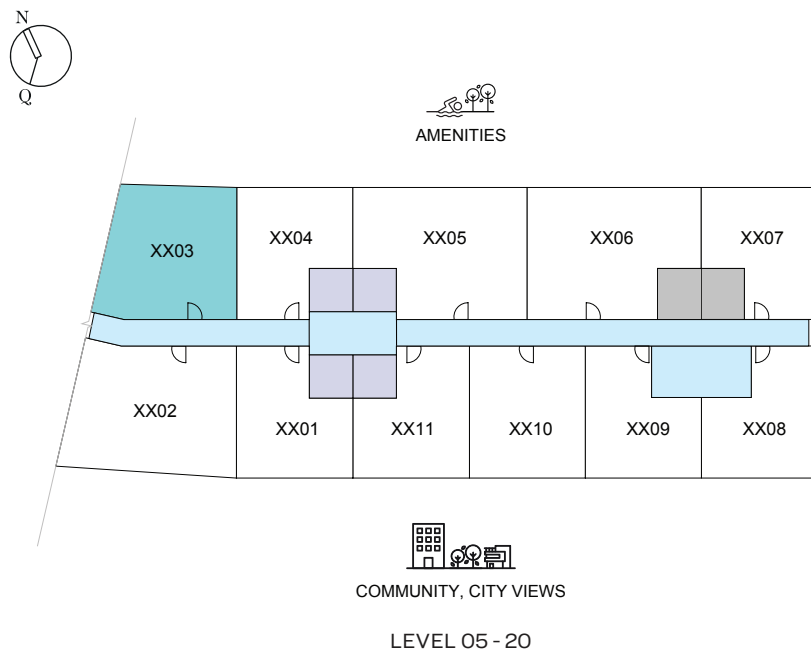 N
Q
AMENITIES
XX03
XX04
XX05
XX06
XX07
XX02
XX01
XX11
XX10
XX09
XX08
COMMUNITY, CITY VIEWS
LEVEL 05 - 20